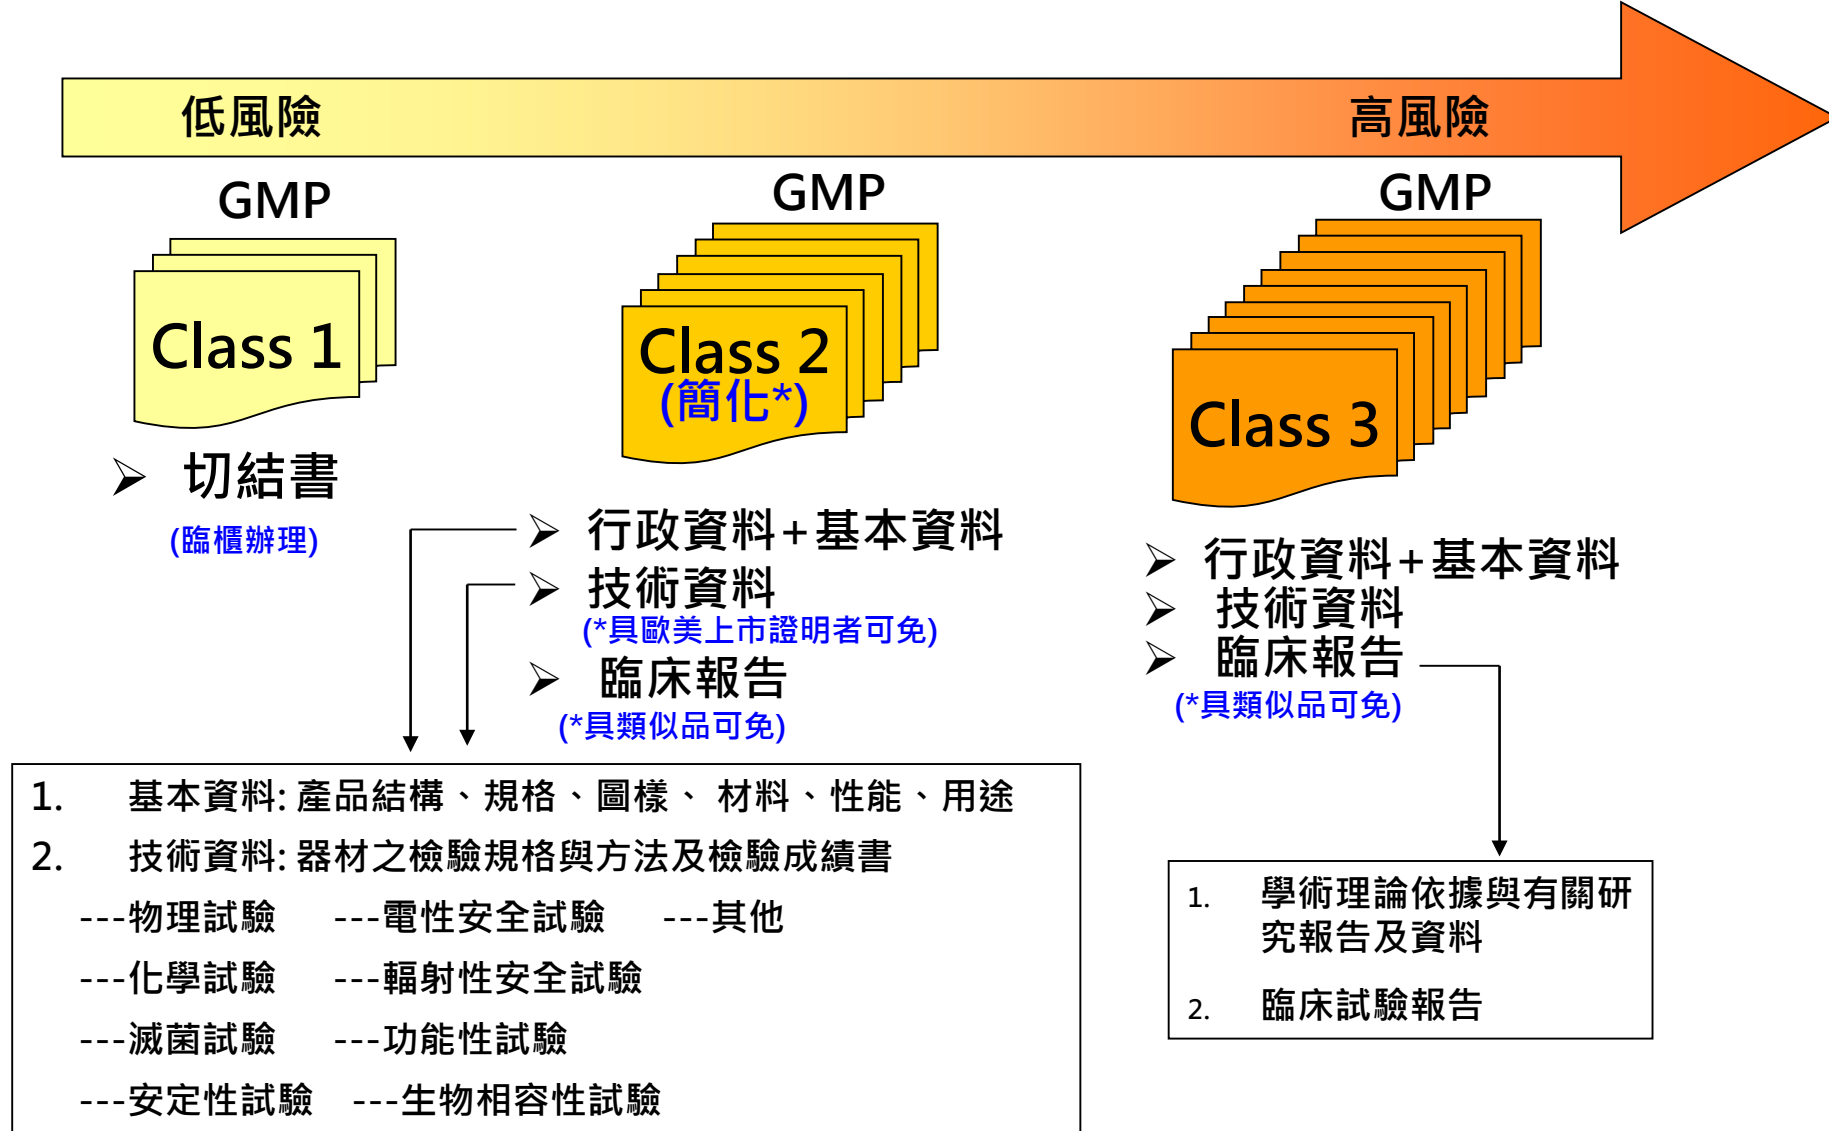 低風險
高風險
GMP
Class 1
➢ 切結書
(臨櫃辦理)
GMP
Class 2
(簡化*)
➢ 行政資料+基本資料
➢ 技術資料
(*具歐美上市證明者可免)
➢ 臨床報告
(*具類似品可免)
GMP
Class 3
➢ 行政資料+基本資料
➢ 技術資料
➢ 臨床報告
(*具類似品可免)
1. 基本資料: 產品結構、規格、圖樣、 材料、性能、用途
2. 技術資料: 器材之檢驗規格與方法及檢驗成績書
---物理試驗 ---電性安全試驗 ---其他
---化學試驗 ---輻射性安全試驗
---滅菌試驗 ---功能性試驗
---安定性試驗 ---生物相容性試驗
1. 學術理論依據與有關研
究報告及資料
2. 臨床試驗報告